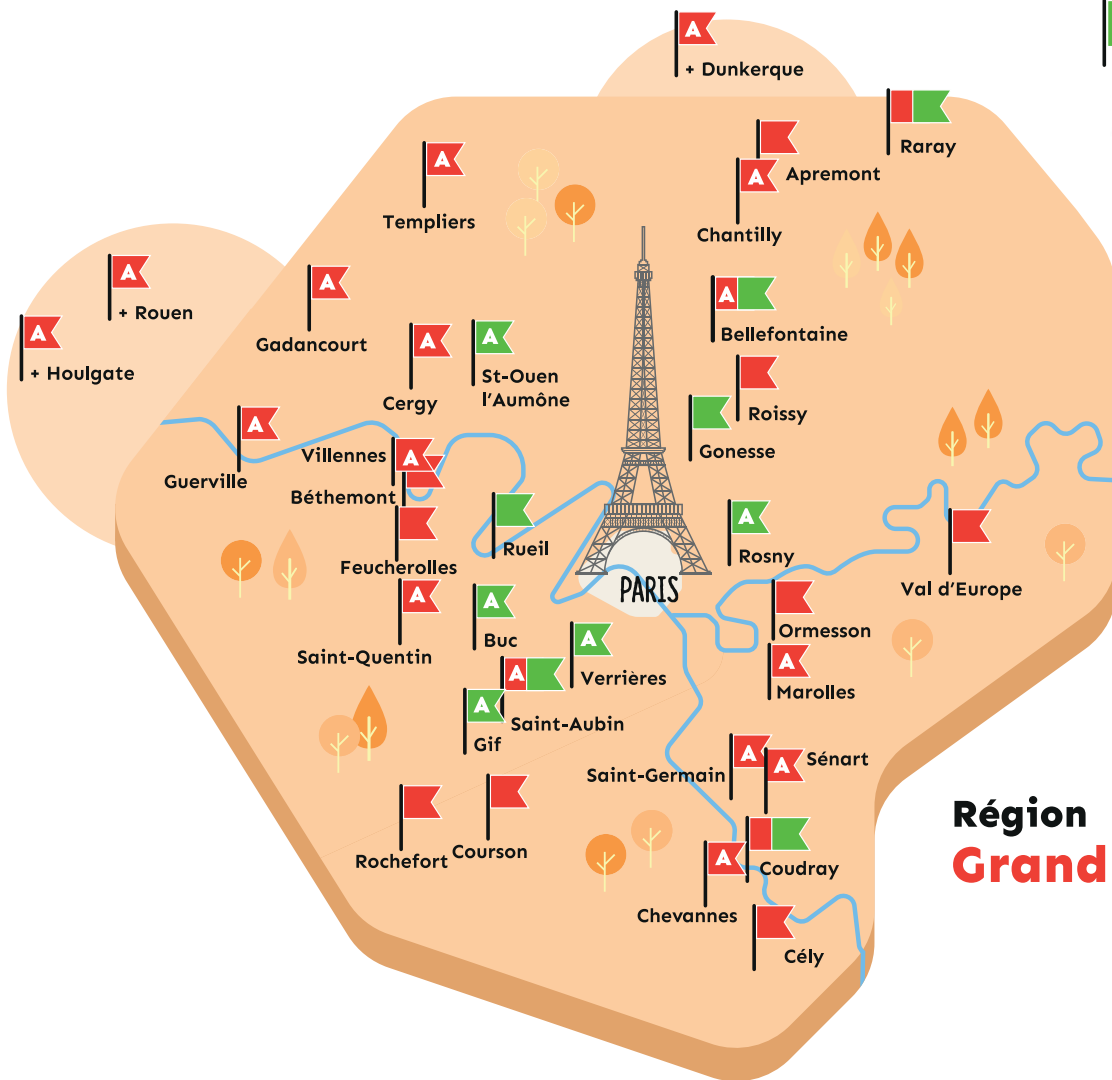 A
+ Dunkerque
Raray
Apremont
A
Templiers
A
Chantilly
A
+ Rouen
A
Gadancourt
A
Bellefontaine
A
+ Houlgate
A
Cergy
A
St-Ouen
l'Aumône
Roissy
Gonesse
A
Guerville
Villennes
A
Béthemont
Rueil
A
Rosny
Feucherolles
Val d'Europe
PARIS
A
Saint-Quentin
A
Buc
Ormesson
A
Verrières
A
Marolles
A
Saint-Aubin
A
Gif
Saint-Germain
A
A
Sénart
Rochefort
Courson
Région
Grand
Coudray
A
Chevannes
Cély